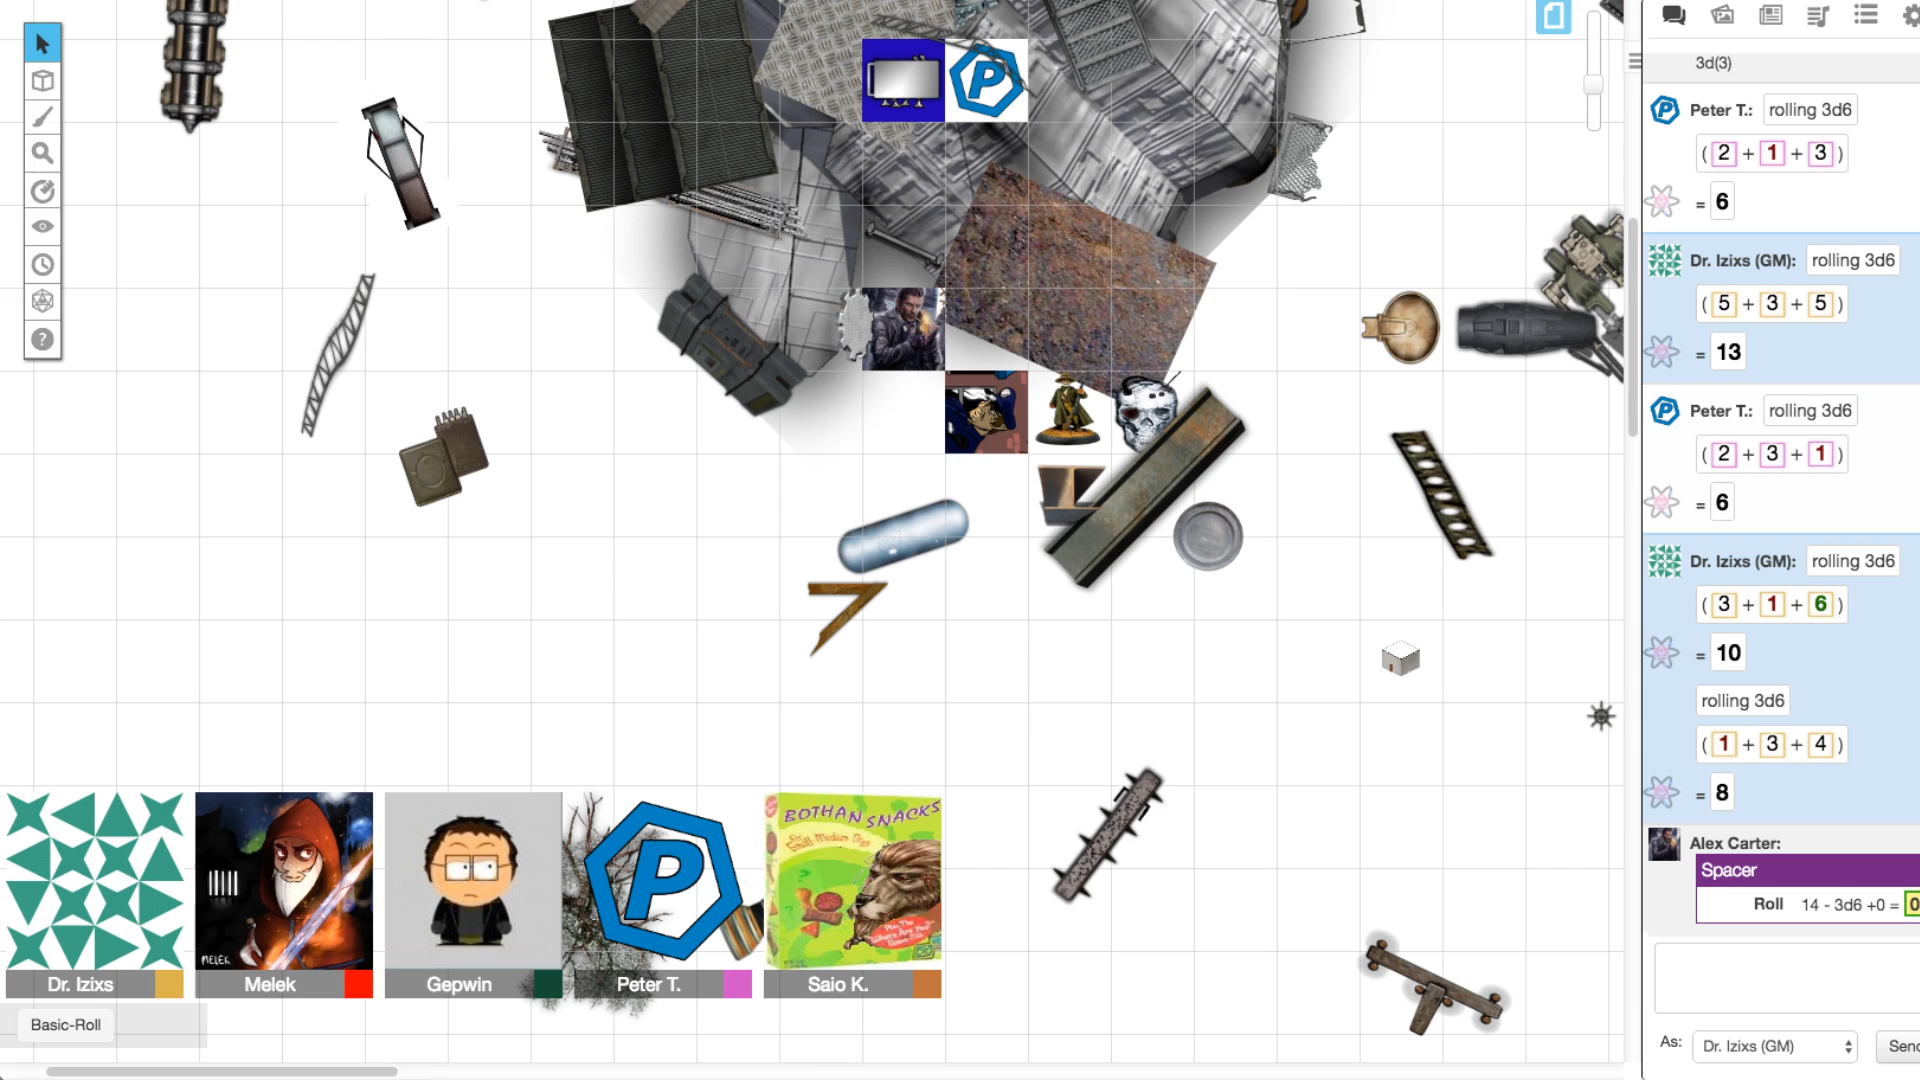 3d(3)
Peter T.: rolling 3d6
(2+1+3)
= 6
Dr. Izixs (GM): rolling 3d6
(5+3+5)
= 13
Peter T.: rolling 3d6
(2+3+1)
= 6
Dr. Izixs (GM): rolling 3d6
(3+1+6)
= 10
rolling 3d6
(1+3+4)
= 8
Alex Carter:
Spacer
Roll 14 - 3d6 +0 = 0
As: Dr. Izixs (GM) Senc
P
?
MELEK
P
BOTHAN SNACKS
Dr. Izixs
Melek
Gepwin
Peter T.
Saio K.
Basic-Roll